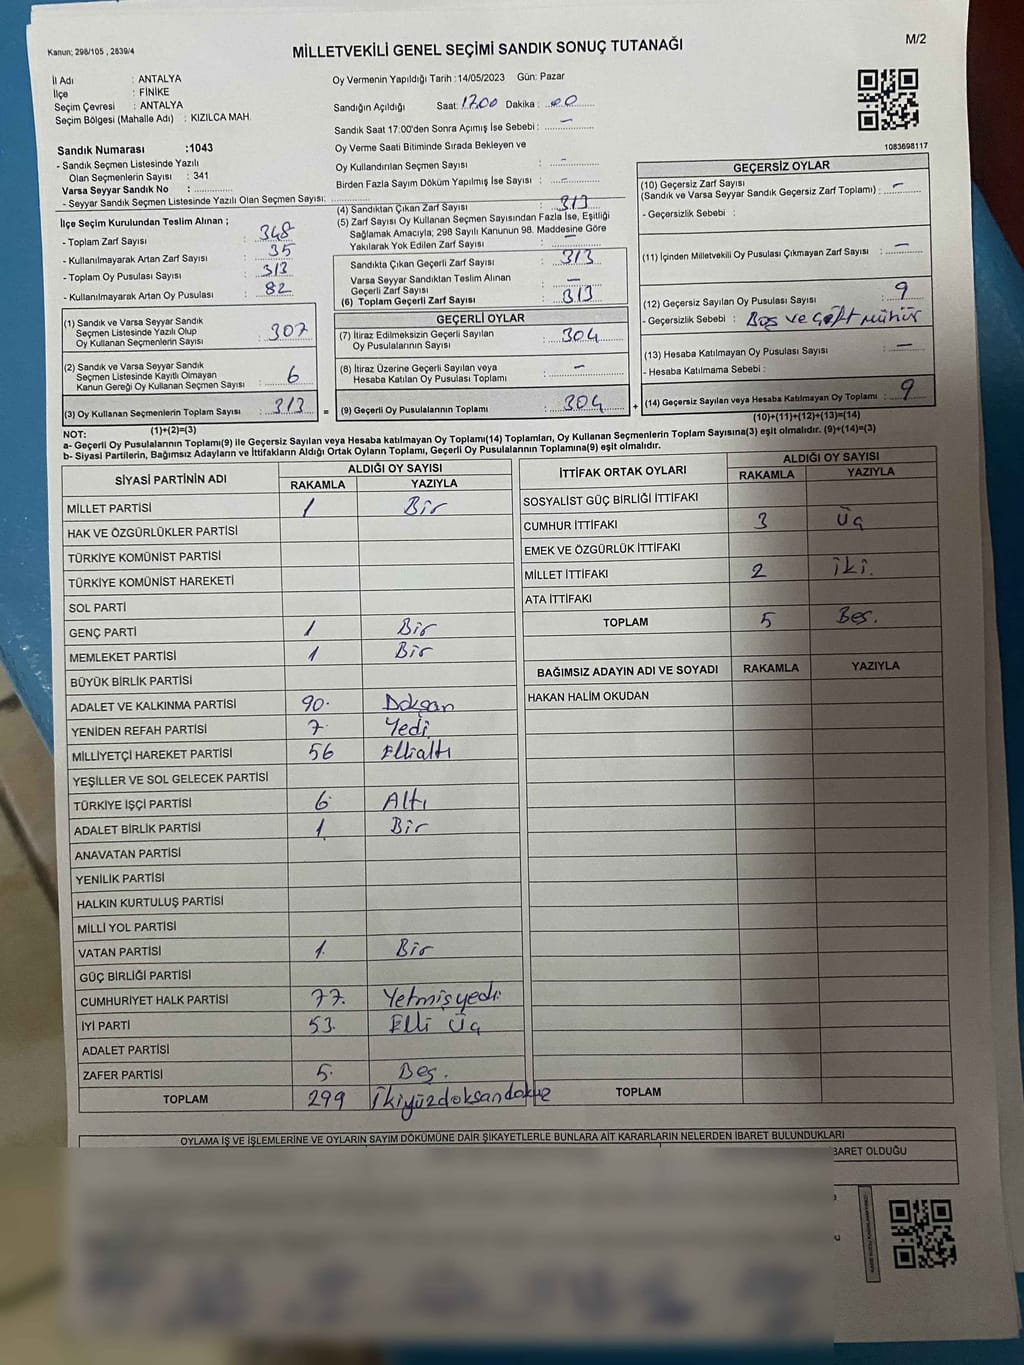 Kanun; 298/105 , 2839/4
MİLLETVEKİLİ GENEL SEÇİMİ SANDIK SONUÇ TUTANAĞI
M/2
İl Adı : ANTALYA
İlçe : FİNİKE
Seçim Çevresi : ANTALYA
Seçim Bölgesi (Mahalle Adı) : KIZILCA MAH.
Oy Vermenin Yapıldığı Tarih : 14/05/2023 Gün: Pazar
Sandığın Açıldığı Saat: 17.00 Dakika : 00
Sandık Saat 17:00'den Sonra Açımış İse Sebebi : –
Oy Verme Saati Bitiminde Sırada Bekleyen ve
Oy Kullandırılan Seçmen Sayısı : –
Birden Fazla Sayım Döküm Yapılmış İse Sayısı : –
1083698117
Sandık Numarası :1043
- Sandık Seçmen Listesinde Yazılı
Olan Seçmenlerin Sayısı : 341
Varsa Seyyar Sandık No :
- Seyyar Sandık Seçmen Listesinde Yazılı Olan Seçmen Sayısı:
İlçe Seçim Kurulundan Teslim Alınan ;
- Toplam Zarf Sayısı : 348
- Kullanılmayarak Artan Zarf Sayısı : 35
- Toplam Oy Pusulası Sayısı : 313
- Kullanılmayarak Artan Oy Pusulası : 82
(1) Sandık ve Varsa Seyyar Sandık
Seçmen Listesinde Yazılı Olup
Oy Kullanan Seçmenlerin Sayısı : 307
(2) Sandık ve Varsa Seyyar Sandık
Seçmen Listesinde Kayıtlı Olmayan
Kanun Gereği Oy Kullanan Seçmen Sayısı : 6
(3) Oy Kullanan Seçmenlerin Toplam Sayısı : 313 =
(1)+(2)=(3)
(4) Sandıktan Çıkan Zarf Sayısı : 313
(5) Zarf Sayısı Oy Kullanan Seçmen Sayısından Fazla İse, Eşitliği
Sağlamak Amacıyla; 298 Sayılı Kanunun 98. Maddesine Göre
Yakılarak Yok Edilen Zarf Sayısı : –
Sandıkta Çıkan Geçerli Zarf Sayısı : 313
Varsa Seyyar Sandıktan Teslim Alınan
Geçerli Zarf Sayısı : –
(6) Toplam Geçerli Zarf Sayısı : 313
GEÇERLİ OYLAR
(7) İtiraz Edilmeksizin Geçerli Sayılan
Oy Pusulalarının Sayısı : 304
(8) İtiraz Üzerine Geçerli Sayılan veya
Hesaba Katılan Oy Pusulası Toplamı : –
(9) Geçerli Oy Pusulalarının Toplamı : 304 +
GEÇERSİZ OYLAR
(10) Geçersiz Zarf Sayısı
(Sandık ve Varsa Seyyar Sandık Geçersiz Zarf Toplamı) : –
- Geçersizlik Sebebi :
(11) İçinden Milletvekili Oy Pusulası Çıkmayan Zarf Sayısı : –
(12) Geçersiz Sayılan Oy Pusulası Sayısı : 9
- Geçersizlik Sebebi : Boş ve Çift mühür
(13) Hesaba Katılmayan Oy Pusulası Sayısı : –
- Hesaba Katılmama Sebebi :
(14) Geçersiz Sayılan veya Hesaba Katılmayan Oy Toplamı : 9
(10)+(11)+(12)+(13)=(14)
NOT:
a- Geçerli Oy Pusulalarının Toplamı(9) ile Geçersiz Sayılan veya Hesaba katılmayan Oy Toplamı(14) Toplamları, Oy Kullanan Seçmenlerin Toplam Sayısına(3) eşit olmalıdır. (9)+(14)=(3)
b- Siyasi Partilerin, Bağımsız Adayların ve İttifakların Aldığı Oyların Toplamı, Geçerli Oy Pusulalarının Toplamına(9) eşit olmalıdır.
SİYASİ PARTİNİN ADI ALDIĞI OY SAYISI
RAKAMLA YAZIYLA
MİLLET PARTİSİ 1 Bir
HAK VE ÖZGÜRLÜKLER PARTİSİ
TÜRKİYE KOMÜNİST PARTİSİ
TÜRKİYE KOMÜNİST HAREKETİ
SOL PARTİ
GENÇ PARTİ 1 Bir
MEMLEKET PARTİSİ 1 Bir
BÜYÜK BİRLİK PARTİSİ
ADALET VE KALKINMA PARTİSİ 90. Doksan
YENİDEN REFAH PARTİSİ 7. Yedi
MİLLİYETÇİ HAREKET PARTİSİ 56 Ellialtı
YEŞİLLER VE SOL GELECEK PARTİSİ
TÜRKİYE İŞÇİ PARTİSİ 6. Altı
ADALET BİRLİK PARTİSİ 1. Bir
ANAVATAN PARTİSİ
YENİLİK PARTİSİ
HALKIN KURTULUŞ PARTİSİ
MİLLİ YOL PARTİSİ
VATAN PARTİSİ 1. Bir
GÜÇ BİRLİĞİ PARTİSİ
CUMHURİYET HALK PARTİSİ 77. Yetmişyedi
İYİ PARTİ 53. Elli Üç
ADALET PARTİSİ
ZAFER PARTİSİ 5. Beş.
TOPLAM 299 İkiyüzdoksandokuz
İTTİFAK ORTAK OYLARI ALDIĞI OY SAYISI
RAKAMLA YAZIYLA
SOSYALİST GÜÇ BİRLİĞİ İTTİFAKI
CUMHUR İTTİFAKI 3 Üç
EMEK VE ÖZGÜRLÜK İTTİFAKI
MİLLET İTTİFAKI 2 İki.
ATA İTTİFAKI
TOPLAM 5 Beş.
BAĞIMSIZ ADAYIN ADI VE SOYADI RAKAMLA YAZIYLA
HAKAN HALİM OKUDAN
TOPLAM
OYLAMA İŞ VE İŞLEMLERİNE VE OYLARIN SAYIM DÖKÜMÜNE DAİR ŞİKAYETLERLE BUNLARA AİT KARARLARIN NELERDEN İBARET BULUNDUKLARI
BARET OLDUĞU